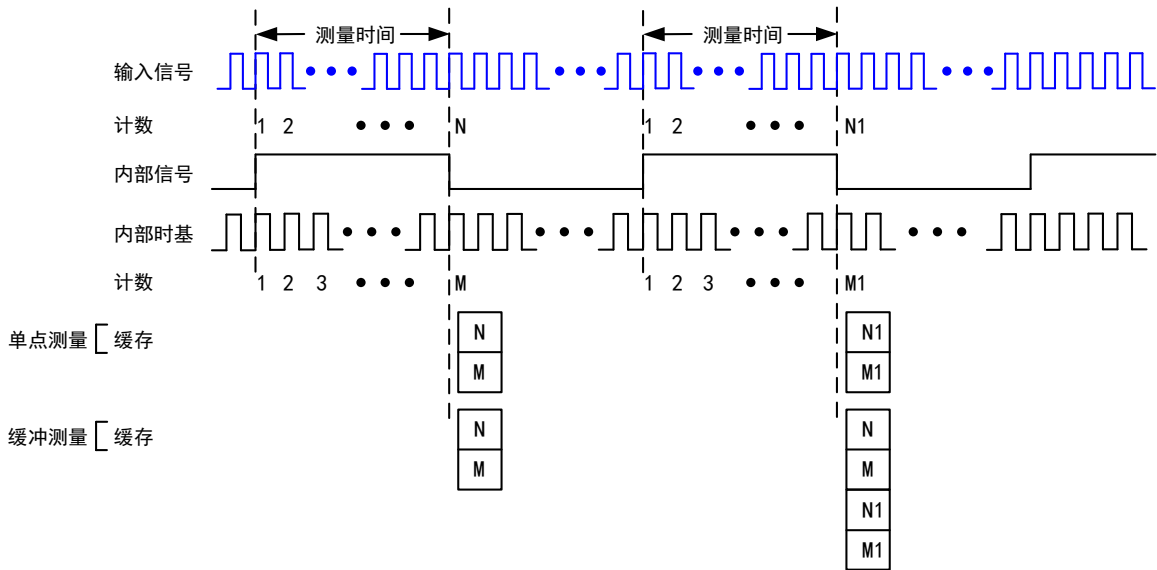 测量时间 测量时间
输入信号
计数 1 2 N 1 2 N1
内部信号
内部时基
计数 1 2 3 M 1 2 3 M1
单点测量 缓存 N N1
M M1
缓冲测量 缓存 N N
M M
N1
M1